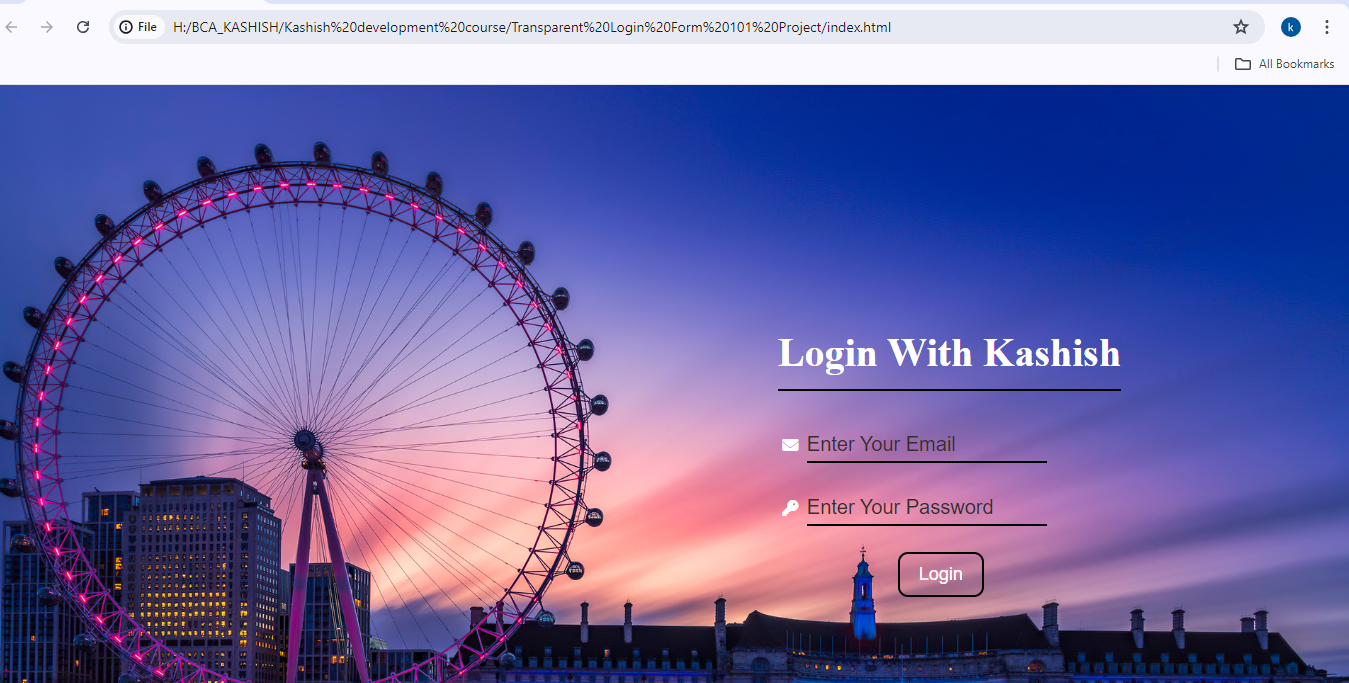 File H:/BCA_KASHISH/Kashish%20development%20course/Transparent%20Login%20Form%20101%20Project/index.html k
All Bookmarks
Login With Kashish
Enter Your Email
Enter Your Password
Login